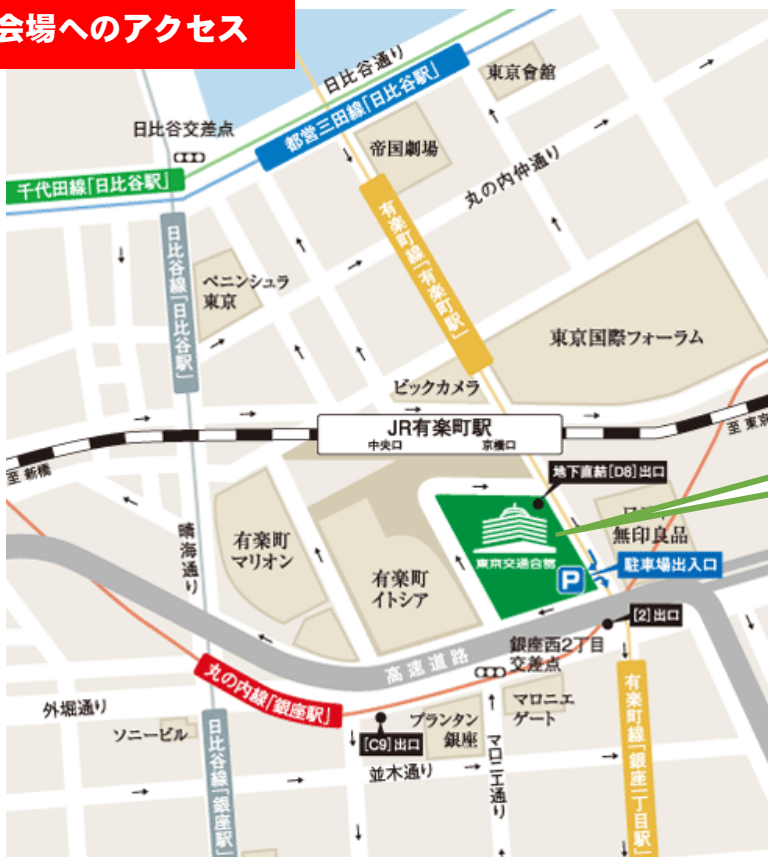 会場へのアクセス
日比谷通り
都営三田線「日比谷駅」
東京會舘
日比谷交差点
千代田線「日比谷駅」
帝国劇場
丸の内仲通り
有楽町線「有楽町駅」
日比谷線「日比谷駅」
ペニンシュラ
東京
東京国際フォーラム
ビックカメラ
JR有楽町駅
中央口
京橋口
至 東京
至 新橋
地下直結[D8]出口
無印良品
晴海通り
有楽町
マリオン
有楽町
イトシア
東京交通会館
P
駐車場出入口
[2]出口
高速道路
銀座西2丁目
交差点
丸の内線「銀座駅」
外堀通り
ソニービル
日比谷線「銀座駅」
[C9]出口
プランタン
銀座
マロニエ
ゲート
並木通り
マロニエ通り
有楽町線「銀座一丁目駅」